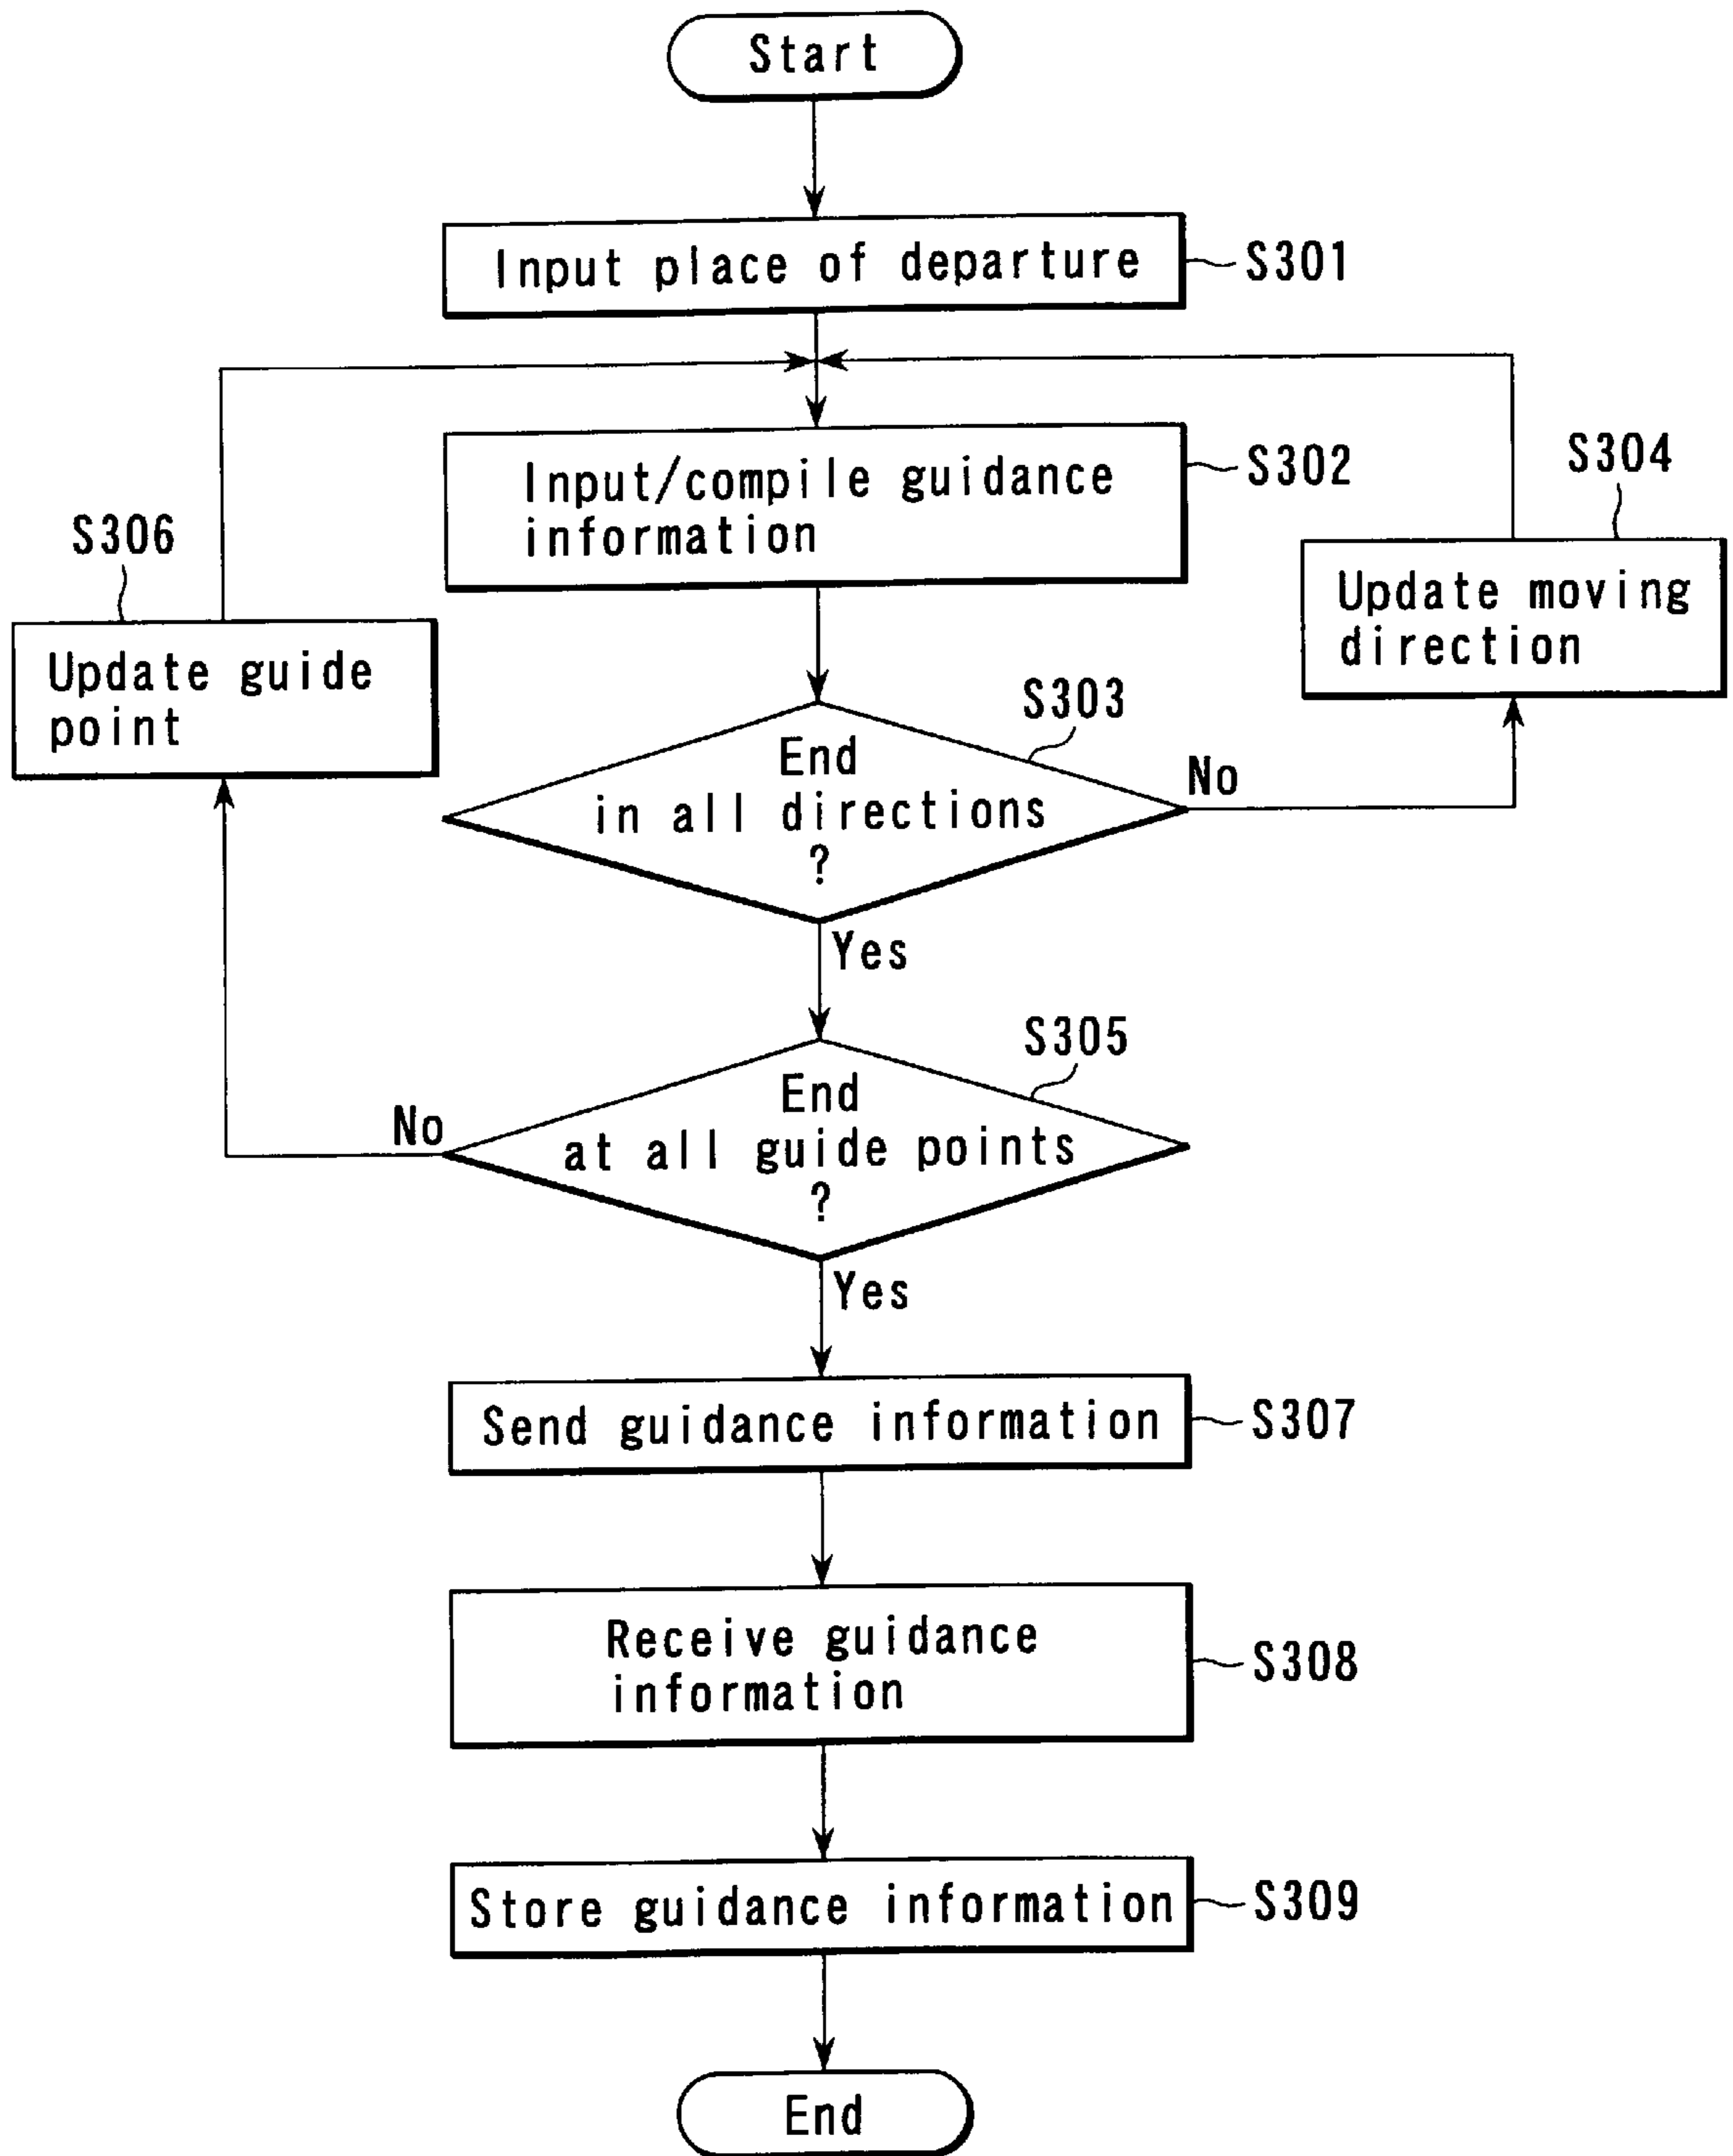 Start
Input place of departure
S301
Input/compile guidance
information
S302
S304
Update moving
direction
S306
Update guide
point
S303
End
in all directions
?
No
Yes
S305
End
at all guide points
?
No
Yes
Send guidance information
S307
Receive guidance
information
S308
Store guidance information
S309
End